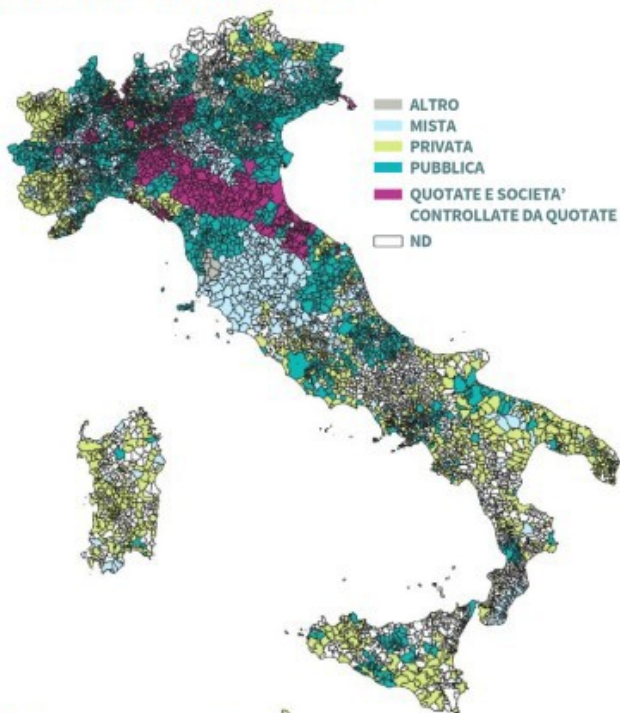 ALTRO
MISTA
PRIVATA
PUBBLICA
QUOTATE E SOCIETA'
CONTROLLATE DA QUOTATE
ND